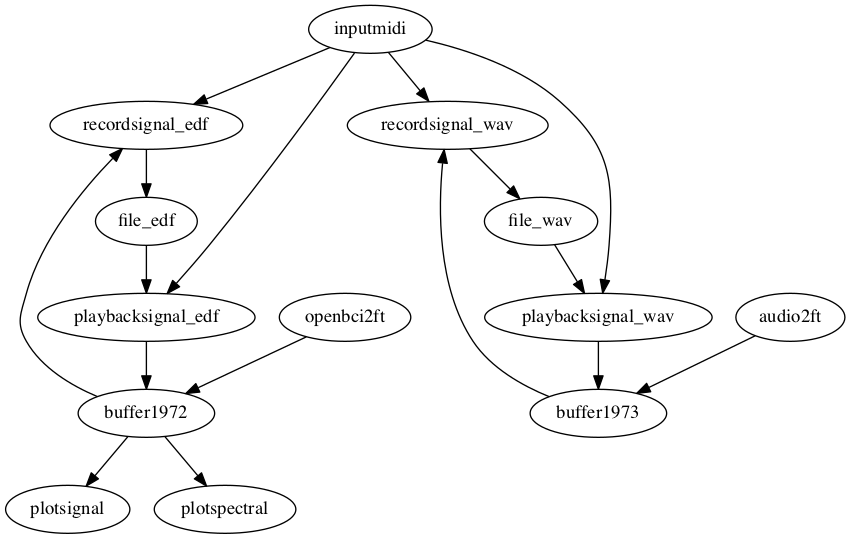 inputmidi
recordsignal_edf
recordsignal_wav
file_edf
file_wav
playbacksignal_edf
openbci2ft
playbacksignal_wav
audio2ft
buffer1972
buffer1973
plotsignal
plotspectral